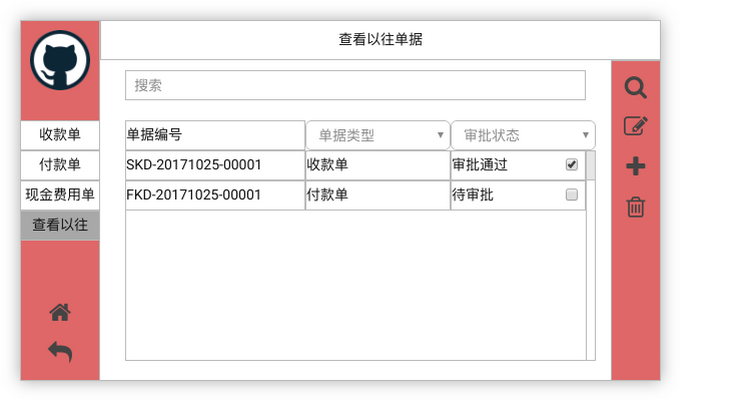 查看以往单据
搜索
单据编号 单据类型 审批状态
SKD-20171025-00001 收款单 审批通过
FKD-20171025-00001 付款单 待审批
收款单
付款单
现金费用单
查看以往